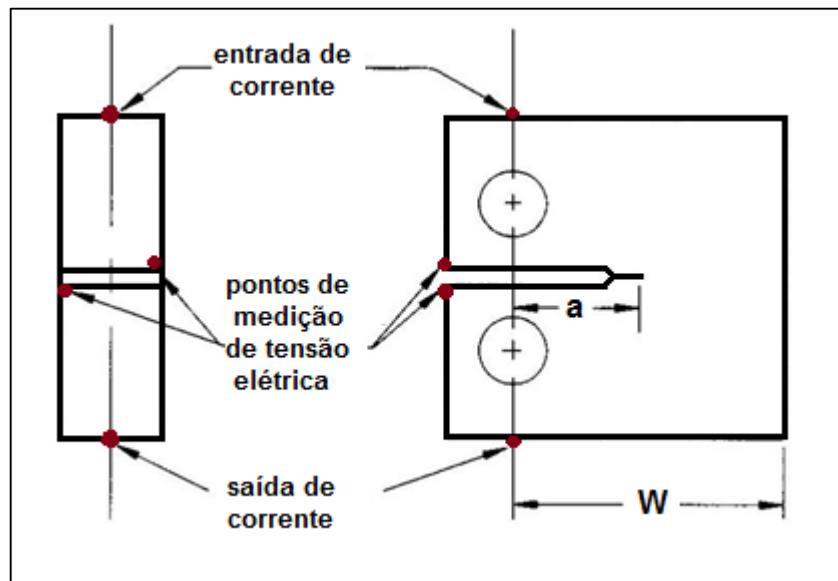 entrada de
corrente
pontos de
medição
de tensão
elétrica
a
saída de
corrente
W